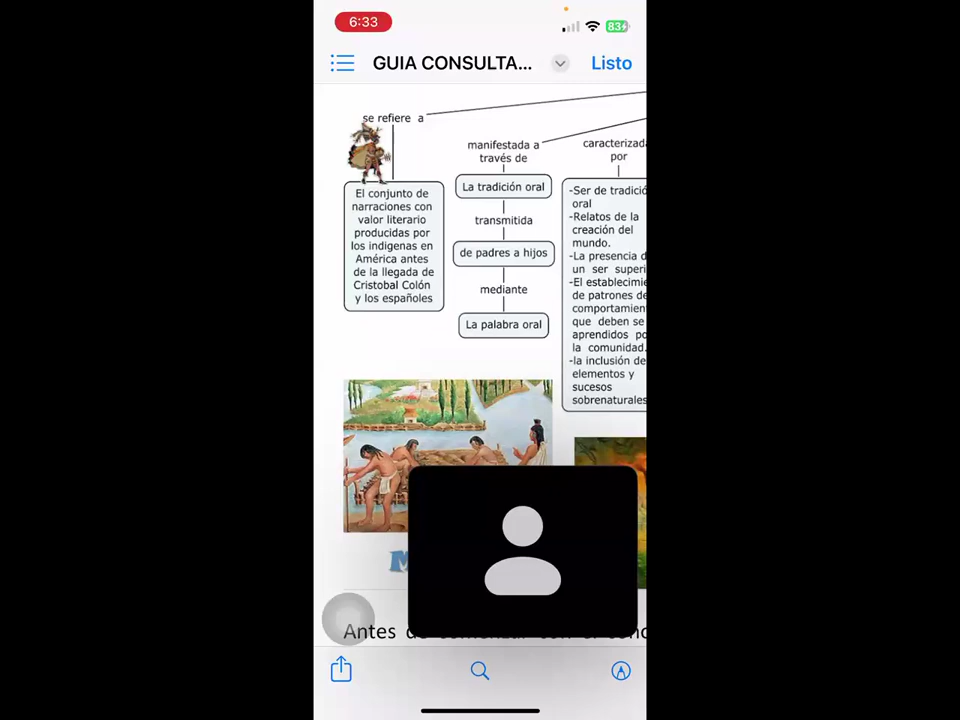 6:33
83
GUIA CONSULTA...
Listo
se refiere a
El conjunto de
narraciones con
valor literario
producidas por
los indigenas en
América antes
de la llegada de
Cristobal Colón
y los españoles
manifestada a
través de
La tradición oral
transmitida
de padres a hijos
mediante
La palabra oral
caracterizada
por
-Ser de tradició
oral
-Relatos de la
creación del
mundo.
-La presencia d
un ser superi
-El establecimie
de patrones de
comportamien
que deben se
aprendidos po
la comunidad.
-la inclusión de
elementos y
sucesos
sobrenaturales
Antes